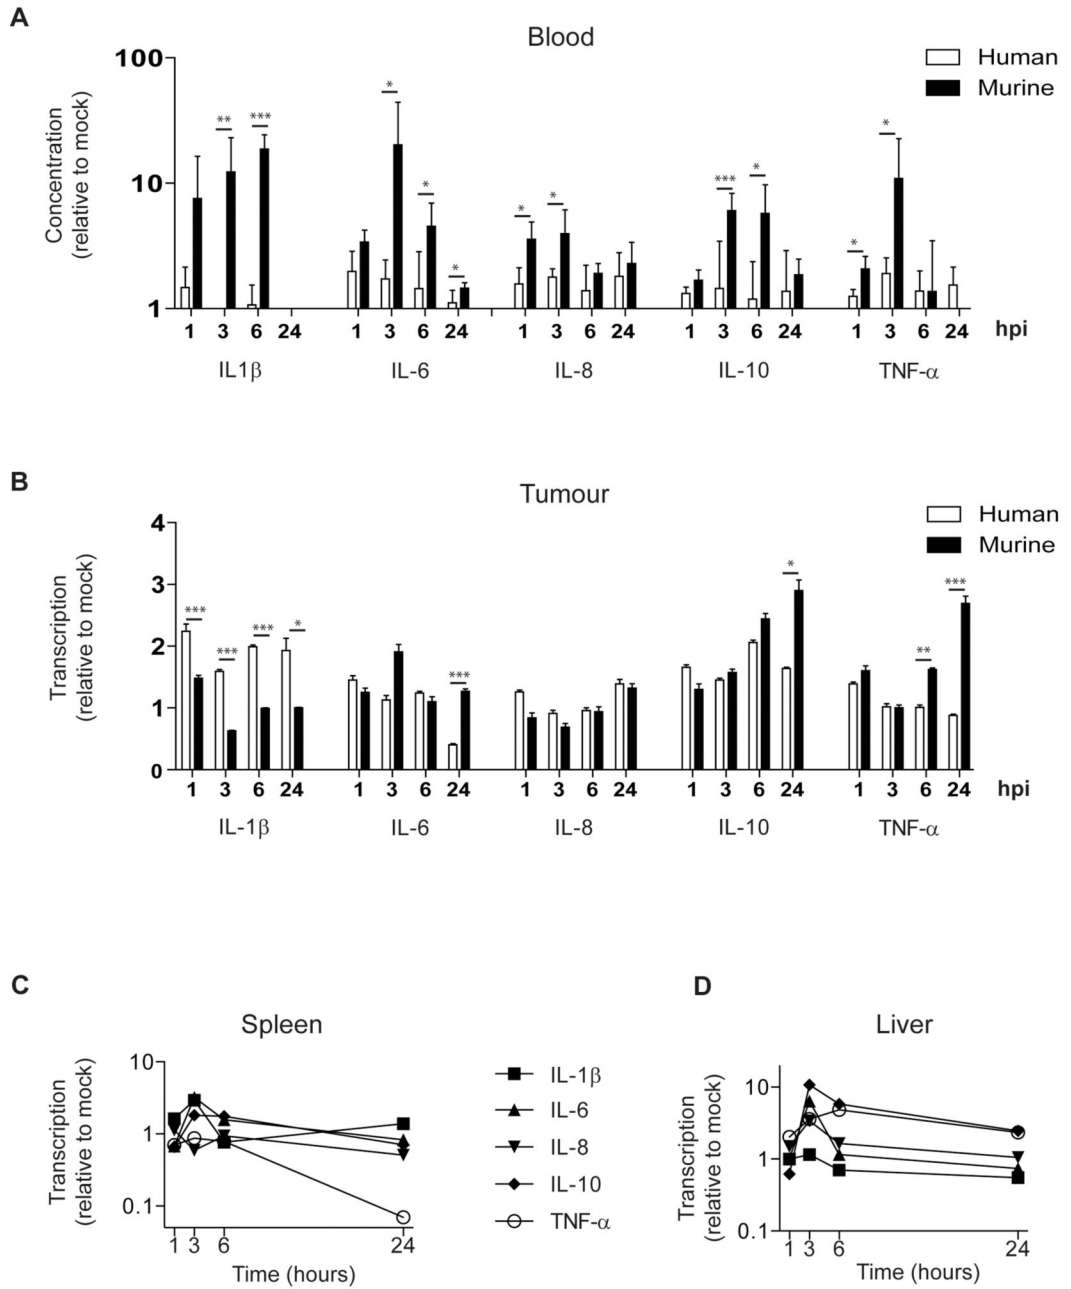 A
Blood
Human
Murine
Concentration
(relative to mock)
100
10
1
* ** *** * * * * * *** * * *
1 3 6 24 1 3 6 24 1 3 6 24 1 3 6 24 1 3 6 24 hpi
IL1β IL-6 IL-8 IL-10 TNF-α
B
Tumour
Human
Murine
Transcription
(relative to mock)
4
3
2
1
0
*** *** *** * *** * ** ***
1 3 6 24 1 3 6 24 1 3 6 24 1 3 6 24 1 3 6 24 hpi
IL-1β IL-6 IL-8 IL-10 TNF-α
C
Spleen
Transcription
(relative to mock)
10
1
0.1
1 3 6 24
Time (hours)
IL-1β
IL-6
IL-8
IL-10
TNF-α
D
Liver
Transcription
(relative to mock)
10
1
0.1
1 3 6 24
Time (hours)